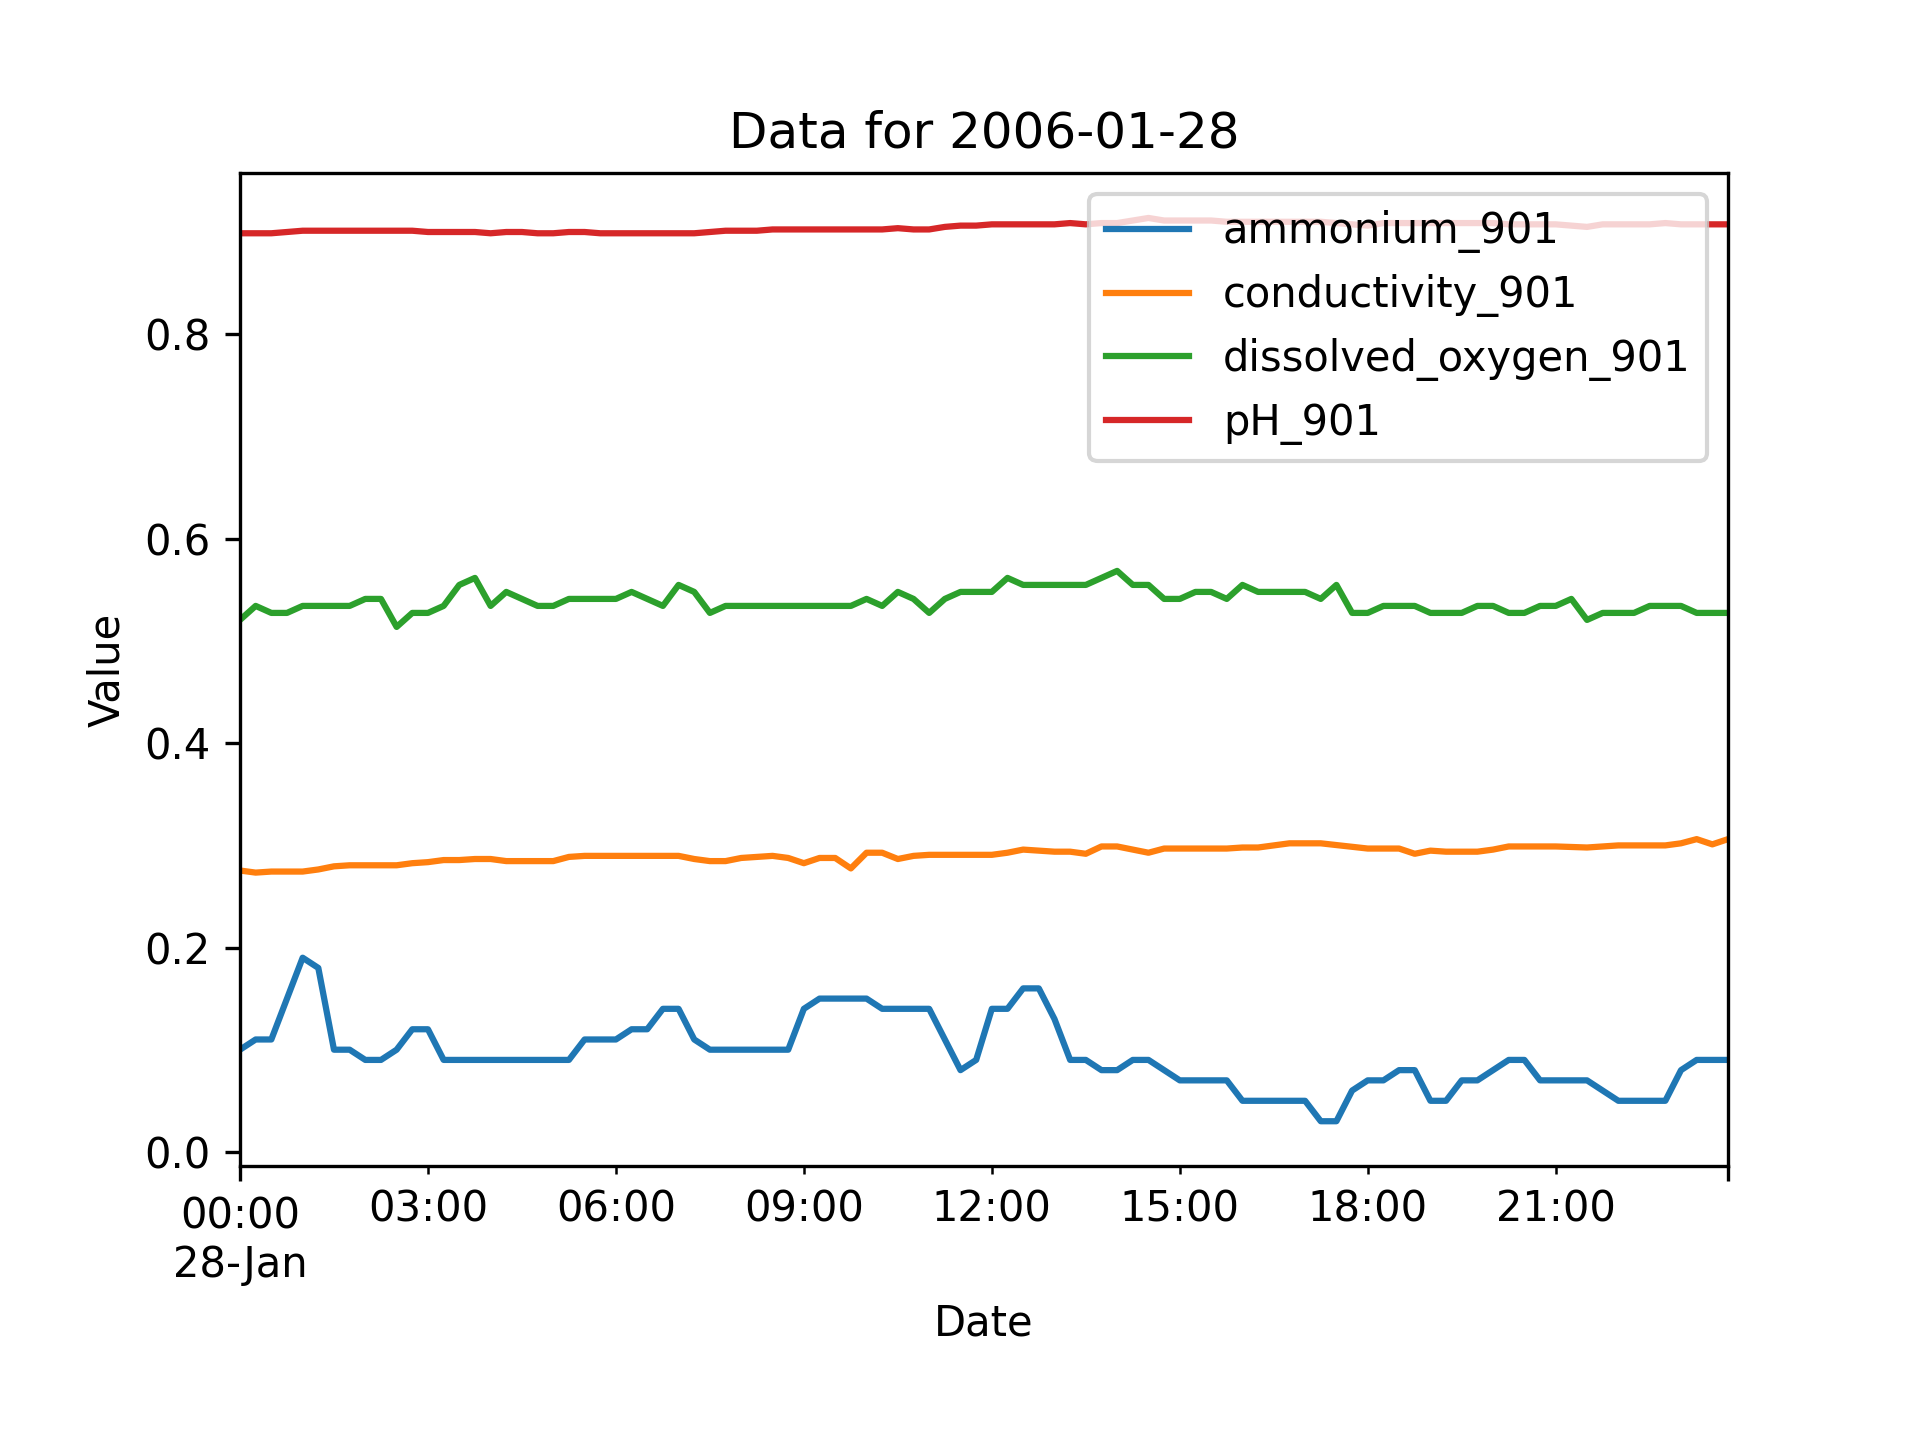 Data for 2006-01-28
ammonium_901
conductivity_901
dissolved_oxygen_901
pH_901
Value
0.8
0.6
0.4
0.2
0.0
00:00 03:00 06:00 09:00 12:00 15:00 18:00 21:00
28-Jan
Date